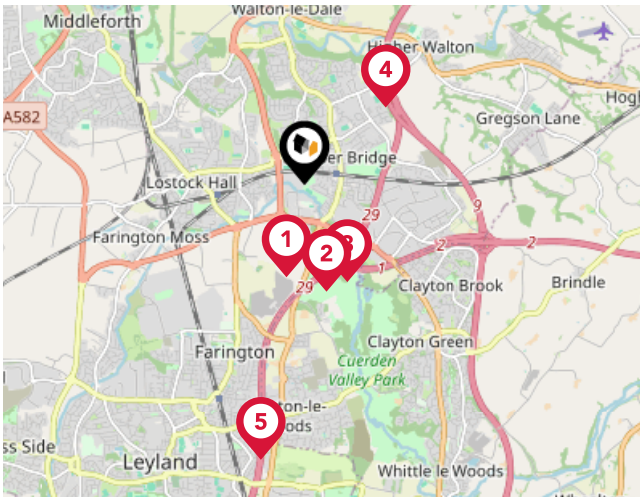 Walton-le-Dale
Middleforth
Higher Walton
4
Hogh
A582
Gregson Lane
er Bridge
Lostock Hall
9
29
Farington Moss
1
2
3
2
2
1
29
Clayton Brook
Brindle
Clayton Green
Farington
Cuerden
Valley Park
5
ton-le-
ods
ss Side
Leyland
Whittle le Woods